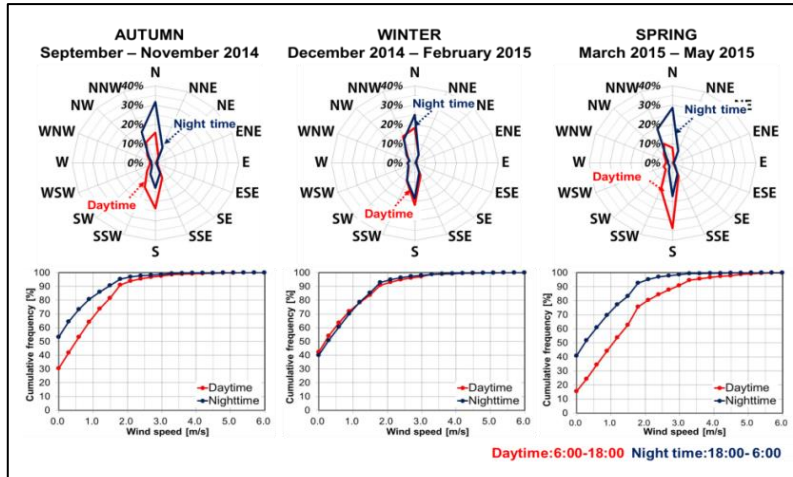 AUTUMN
September – November 2014
N
NNE
NE
ENE
E
ESE
SE
SSE
S
SSW
SW
WSW
W
WNW
NW
NNW
40%
30%
20%
10%
0%
Night time
Daytime
WINTER
December 2014 – February 2015
N
NNE
NE
ENE
E
ESE
SE
SSE
S
SSW
SW
WSW
W
WNW
NW
NNW
40%
30%
20%
10%
0%
Night time
Daytime
SPRING
March 2015 – May 2015
N
NNE
ENE
E
ESE
SE
SSE
S
SSW
SW
WSW
W
WNW
NW
NNW
40%
30%
20%
10%
0%
Night time
Daytime
Cumulative frequency [%]
100
90
80
70
60
50
40
30
20
10
0
Daytime
Nighttime
0.0 1.0 2.0 3.0 4.0 5.0 6.0
Wind speed [m/s]
Cumulative frequency [%]
100
90
80
70
60
50
40
30
20
10
0
Daytime
Nighttime
0.0 1.0 2.0 3.0 4.0 5.0 6.0
Wind speed [m/s]
Cumulative frequency [%]
100
90
80
70
60
50
40
30
20
10
0
Daytime
Nighttime
0.0 1.0 2.0 3.0 4.0 5.0 6.0
Wind speed [m/s]
Daytime:6:00-18:00 Night time:18:00- 6:00